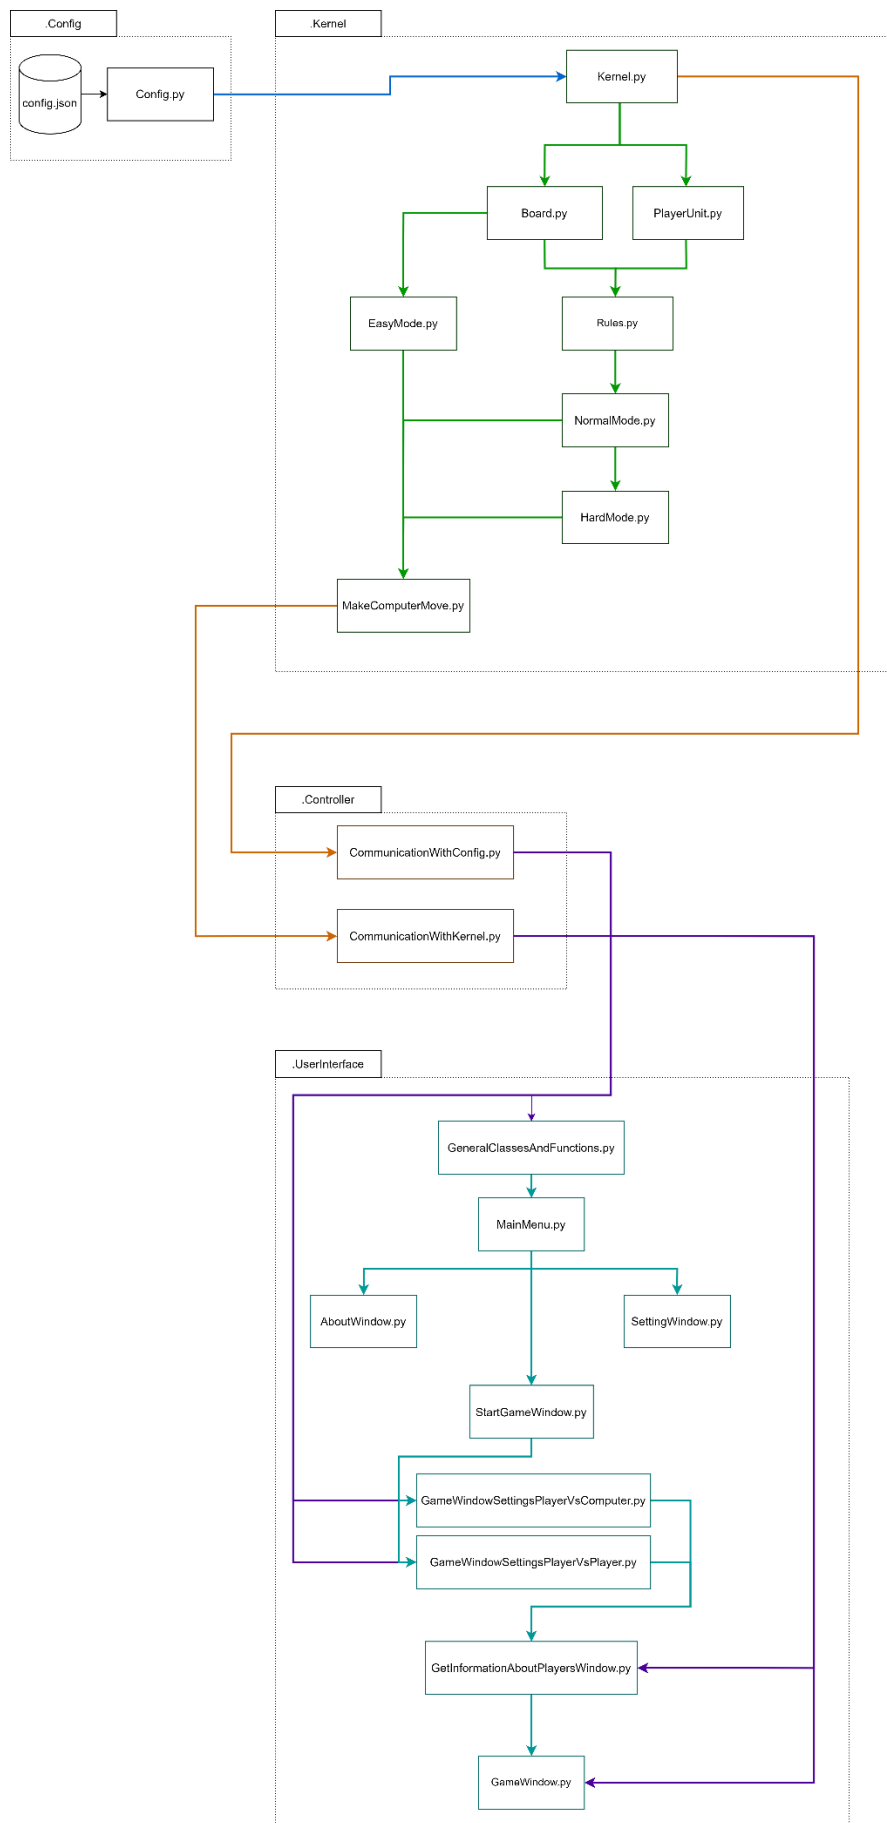 .Config
.Kernel
config.json
Config.py
Kernel.py
Board.py
PlayerUnit.py
EasyMode.py
Rules.py
NormalMode.py
HardMode.py
MakeComputerMove.py
.Controller
CommunicationWithConfig.py
CommunicationWithKernel.py
.UserInterface
GeneralClassesAndFunctions.py
MainMenu.py
AboutWindow.py
SettingWindow.py
StartGameWindow.py
GameWindowSettingsPlayerVsComputer.py
GameWindowSettingsPlayerVsPlayer.py
GetInformationAboutPlayersWindow.py
GameWindow.py